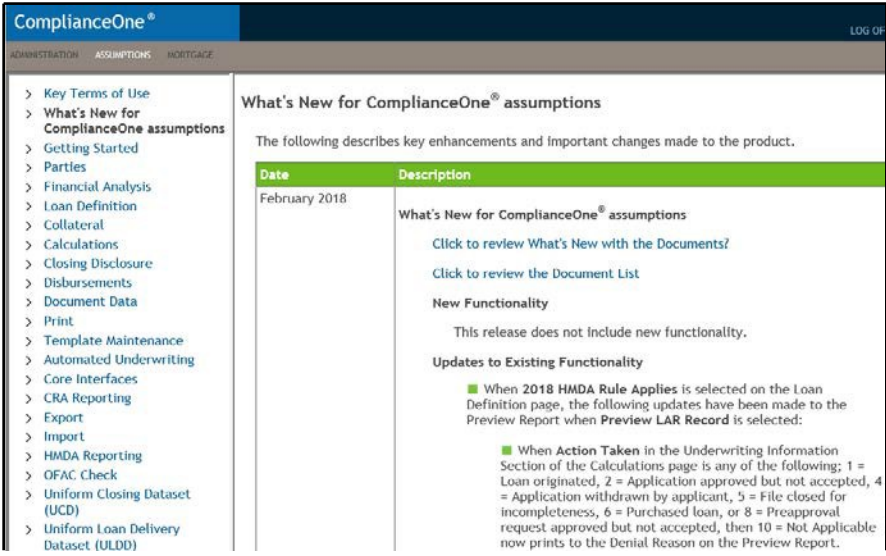 ComplianceOne®
LOG OF
ADMINISTRATION ASSUMPTIONS MORTGAGE
> Key Terms of Use
> What's New for
ComplianceOne assumptions
> Getting Started
> Parties
> Financial Analysis
> Loan Definition
> Collateral
> Calculations
> Closing Disclosure
> Disbursements
> Document Data
> Print
> Template Maintenance
> Automated Underwriting
> Core Interfaces
> CRA Reporting
> Export
> Import
> HMDA Reporting
> OFAC Check
> Uniform Closing Dataset
(UCD)
> Uniform Loan Delivery
Dataset (ULDD)
What's New for ComplianceOne® assumptions
The following describes key enhancements and important changes made to the product.
Date Description
February 2018
What's New for ComplianceOne® assumptions
Click to review What's New with the Documents?
Click to review the Document List
New Functionality
This release does not include new functionality.
Updates to Existing Functionality
■ When 2018 HMDA Rule Applies is selected on the Loan
Definition page, the following updates have been made to the
Preview Report when Preview LAR Record is selected:
■ When Action Taken in the Underwriting Information
Section of the Calculations page is any of the following; 1 =
Loan originated, 2 = Application approved but not accepted, 4
= Application withdrawn by applicant, 5 = File closed for
incompleteness, 6 = Purchased loan, or 8 = Preapproval
request approved but not accepted, then 10 = Not Applicable
now prints to the Denial Reason on the Preview Report.